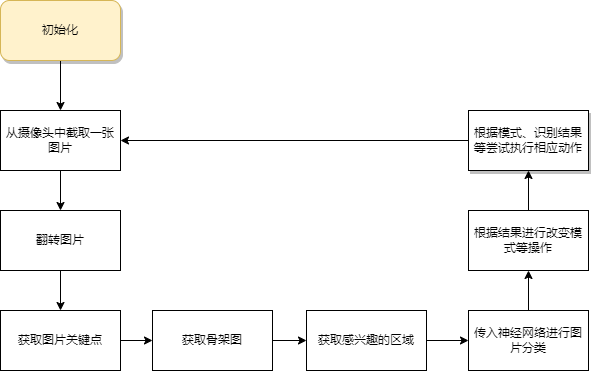 初始化
从摄像头中截取一张
图片
翻转图片
获取图片关键点
获取骨架图
获取感兴趣的区域
传入神经网络进行图
片分类
根据结果进行改变模
式等操作
根据模式、识别结果
等尝试执行相应动作